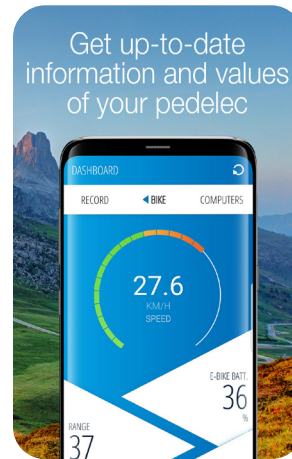 Get up-to-date
information and values
of your pedelec
DASHBOARD
RECORD
BIKE
COMPUTERS
27.6
KM/H
SPEED
E-BIKE BATT.
36
%
RANGE
37